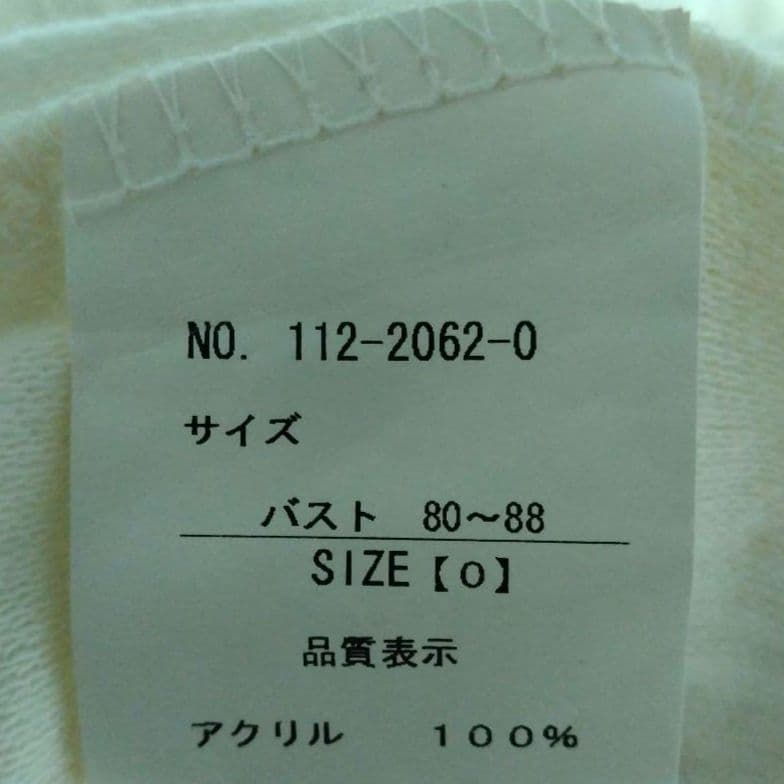 NO. 112-2062-0
サイズ
バスト 80～88
SIZE【0】
品質表示
アクリル 100%